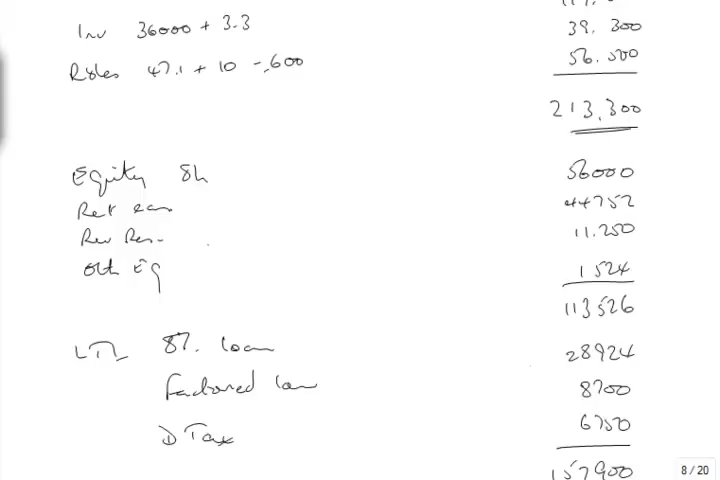 Inv 36000 + 3.3 39.300
Rbles 47.1 + 10 - .600 56.500
213,300
Equity Sh 56000
Ret ean 44752
Rev Res- 11.250
Oth Eq 1524
113526
LTL 8%. loan 28924
Factored loan 8700
D Tax 6750
157900
8 / 20